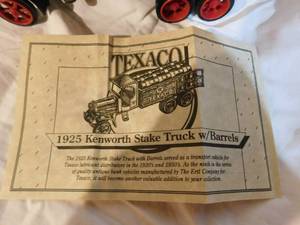 TEXACO!
1925 Kenworth Stake Truck w/Barrels
The 1925 Kenworth Stake Truck with Barrels served as a transport vehicle for
Texaco lubricant distributors in the 1920's and 1930's. As the ninth in the series
of quality antique bank vehicles manufactured by The Ertl Company for
Texaco, it will become another valuable addition to your collection.